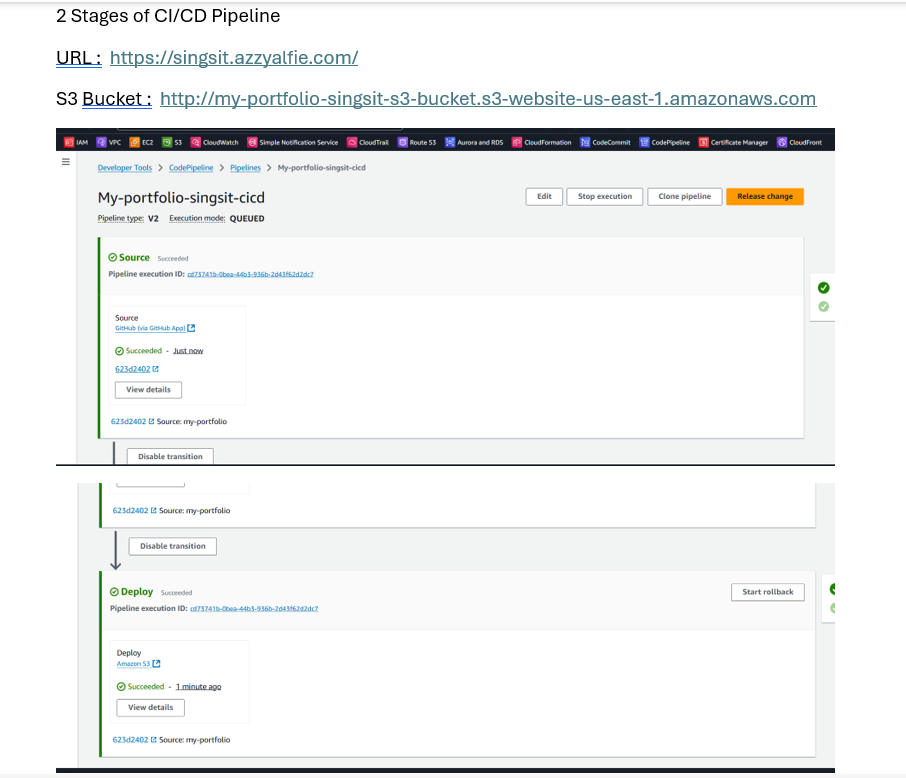 2 Stages of CI/CD Pipeline
URL : https://singsit.azzyalfie.com/
S3 Bucket : http://my-portfolio-singsit-s3-bucket.s3-website-us-east-1.amazonaws.com
IAM VPC EC2 S3 CloudWatch Simple Notification Service CloudTrail Route 53 Aurora and RDS CloudFormation CodeCommit CodePipeline Certificate Manager CloudFront
Developer Tools > CodePipeline > Pipelines > My-portfolio-singsit-cicd
My-portfolio-singsit-cicd
Edit Stop execution Clone pipeline Release change
Pipeline type: V2 Execution mode: QUEUED
Source Succeeded
Pipeline execution ID: cd73741b-0bea-44b3-936b-2d43f62d2dc7
Source
GitHub (via GitHub App)
Succeeded - Just now
623d2402
View details
623d2402 Source: my-portfolio
Disable transition
623d2402 Source: my-portfolio
Disable transition
Deploy Succeeded
Start rollback
Pipeline execution ID: cd73741b-0bea-44b3-936b-2d43f62d2dc7
Deploy
Amazon S3
Succeeded - 1 minute ago
View details
623d2402 Source: my-portfolio